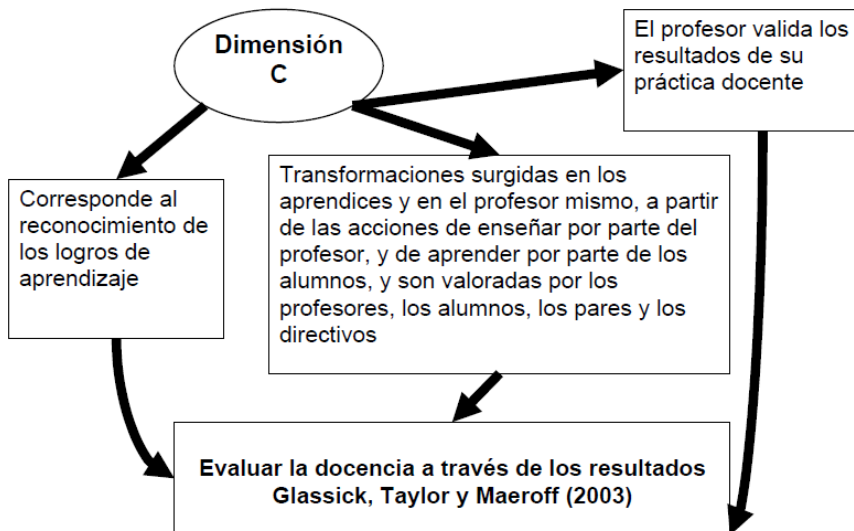 Dimensión
C
El profesor valida los
resultados de su
práctica docente
Corresponde al
reconocimiento de
los logros de
aprendizaje
Transformaciones surgidas en los
aprendices y en el profesor mismo, a partir
de las acciones de enseñar por parte del
profesor, y de aprender por parte de los
alumnos, y son valoradas por los
profesores, los alumnos, los pares y los
directivos
Evaluar la docencia a través de los resultados
Glassick, Taylor y Maeroff (2003)